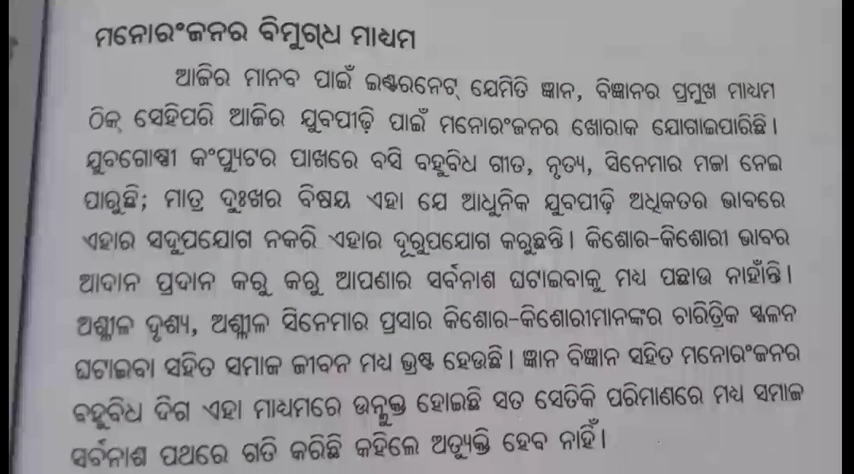 ମନୋରଂଜନର ବିମୁଗ୍ଧ ମାଧ୍ୟମ
ଆଜିର ମାନବ ପାଇଁ ଇଣ୍ଟରନେଟ୍ ଯେମିତି ଜ୍ଞାନ, ବିଜ୍ଞାନର ପ୍ରମୁଖ ମାଧ୍ୟମ
ଠିକ୍ ସେହିପରି ଆଜିର ଯୁବପୀଢ଼ି ପାଇଁ ମନୋରଂଜନର ଖୋରାକ ଯୋଗାଇପାରିଛି।
ଯୁବଗୋଷ୍ଠୀ କଂପ୍ୟୁଟର ପାଖରେ ବସି ବହୁବିଧ ଗୀତ, ନୃତ୍ୟ, ସିନେମାର ମଜା ନେଇ
ପାରୁଛି; ମାତ୍ର ଦୁଃଖର ବିଷୟ ଏହା ଯେ ଆଧୁନିକ ଯୁବପୀଢ଼ି ଅଧିକତର ଭାବରେ
ଏହାର ସଦୁପଯୋଗ ନକରି ଏହାର ଦୂରୁପଯୋଗ କରୁଛନ୍ତି। କିଶୋର-କିଶୋରୀ ଭାବର
ଆଦାନ ପ୍ରଦାନ କରୁ କରୁ ଆପଣାର ସର୍ବନାଶ ଘଟାଇବାକୁ ମଧ୍ୟ ପଛାଉ ନାହାଁନ୍ତି।
ଅଶ୍ଳୀଳ ଦୃଶ୍ୟ, ଅଶ୍ଳୀଳ ସିନେମାର ପ୍ରସାର କିଶୋର-କିଶୋରୀମାନଙ୍କର ଚାରିତ୍ରିକ ସ୍ଖଳନ
ଘଟାଇବା ସହିତ ସମାଜ ଜୀବନ ମଧ୍ୟ ଭ୍ରଷ୍ଟ ହେଉଛି। ଜ୍ଞାନ ବିଜ୍ଞାନ ସହିତ ମନୋରଂଜନର
ବହୁବିଧ ଦିଗ ଏହା ମାଧ୍ୟମରେ ଉନ୍ମୁକ୍ତ ହୋଇଛି ସତ ସେତିକି ପରିମାଣରେ ମଧ୍ୟ ସମାଜ
ସର୍ବନାଶ ପଥରେ ଗତି କରିଛି କହିଲେ ଅତ୍ୟୁକ୍ତି ହେବ ନାହିଁ।